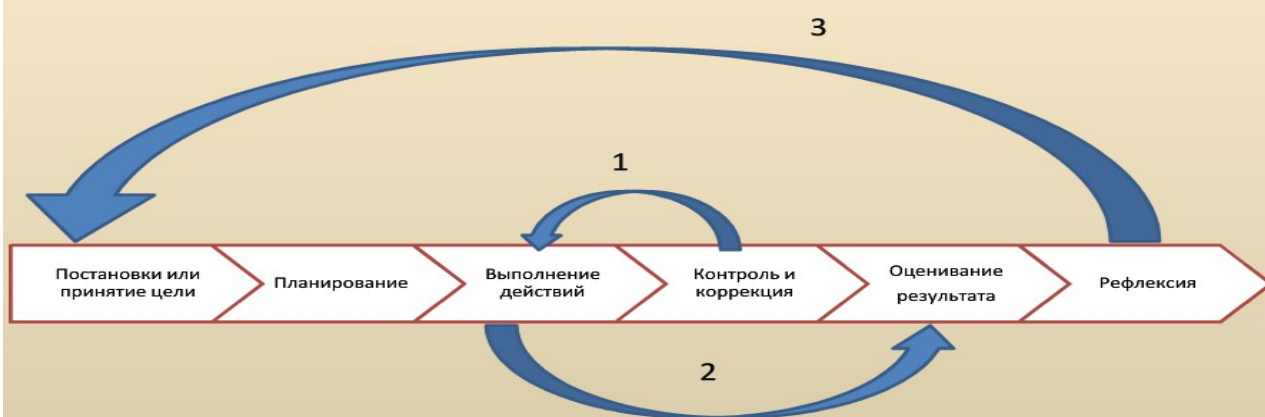 3
1
Постановки или
принятие цели
Планирование
Выполнение
действий
Контроль и
коррекция
Оценивание
результата
Рефлексия
2